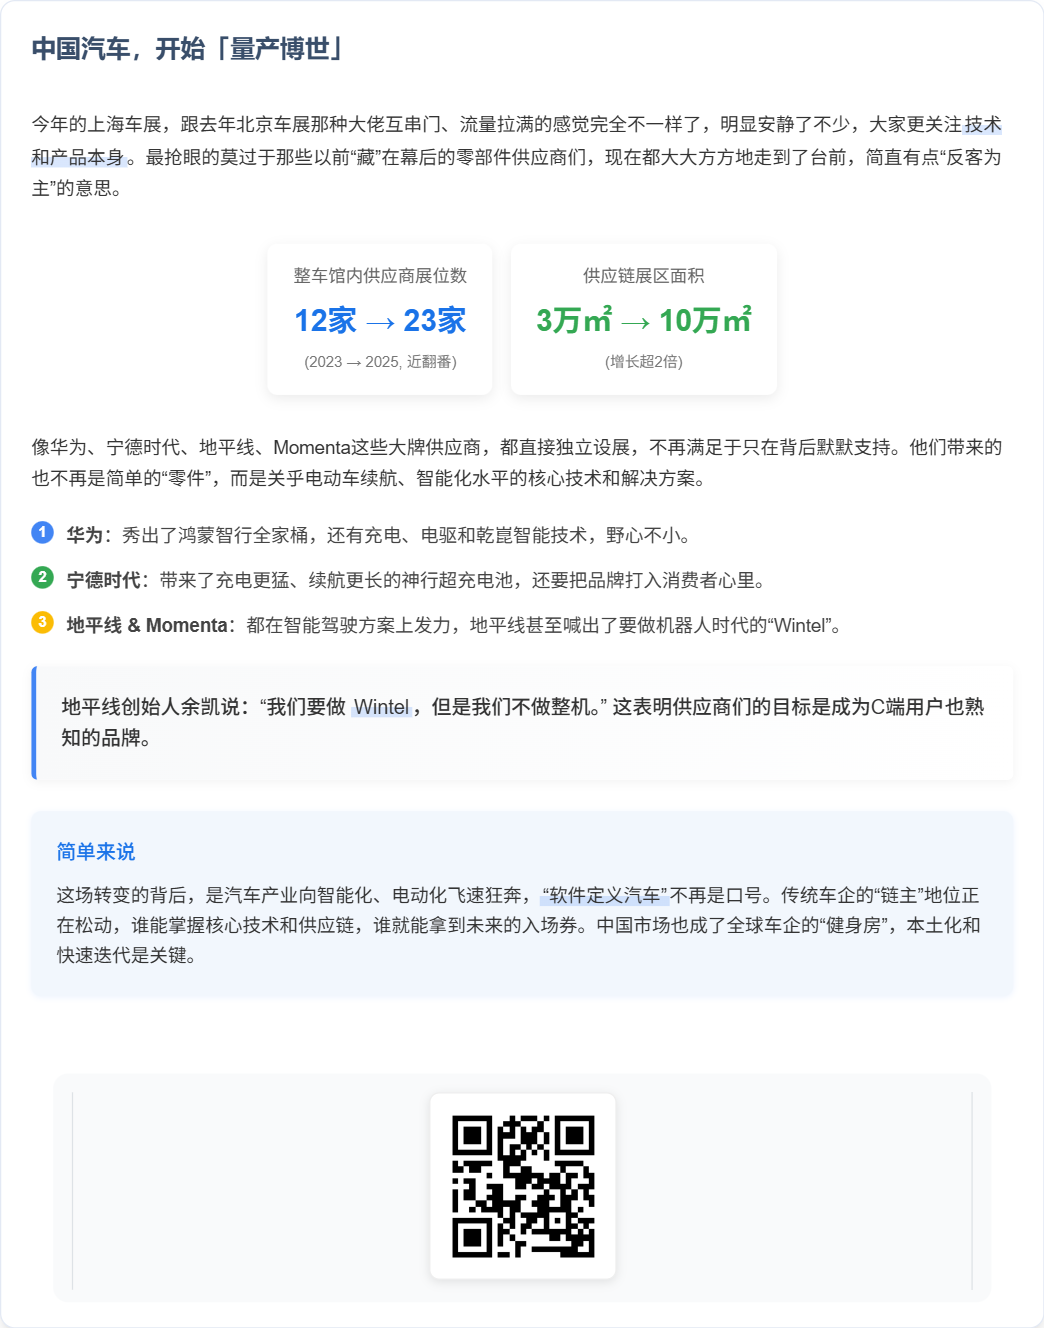 中国汽车，开始「量产博世」
今年的上海车展，跟去年北京车展那种大佬互串门、流量拉满的感觉完全不一样了，明显安静了不少，大家更关注技术
和产品本身。最抢眼的莫过于那些以前“藏”在幕后的零部件供应商们，现在都大大方方地走到了台前，简直有点“反客为
主”的意思。
整车馆内供应商展位数
12家 → 23家
(2023 → 2025, 近翻番)
供应链展区面积
3万㎡ → 10万㎡
(增长超2倍)
像华为、宁德时代、地平线、Momenta这些大牌供应商，都直接独立设展，不再满足于只在背后默默支持。他们带来的
也不再是简单的“零件”，而是关乎电动车续航、智能化水平的核心技术和解决方案。
1 华为：秀出了鸿蒙智行全家桶，还有充电、电驱和乾崑智能技术，野心不小。
2 宁德时代：带来了充电更猛、续航更长的神行超充电池，还要把品牌打入消费者心里。
3 地平线 & Momenta：都在智能驾驶方案上发力，地平线甚至喊出了要做机器人时代的“Wintel”。
地平线创始人余凯说：“我们要做 Wintel，但是我们不做整机。” 这表明供应商们的目标是成为C端用户也熟
知的品牌。
简单来说
这场转变的背后，是汽车产业向智能化、电动化飞速狂奔，“软件定义汽车”不再是口号。传统车企的“链主”地位正
在松动，谁能掌握核心技术和供应链，谁就能拿到未来的入场券。中国市场也成了全球车企的“健身房”，本土化和
快速迭代是关键。